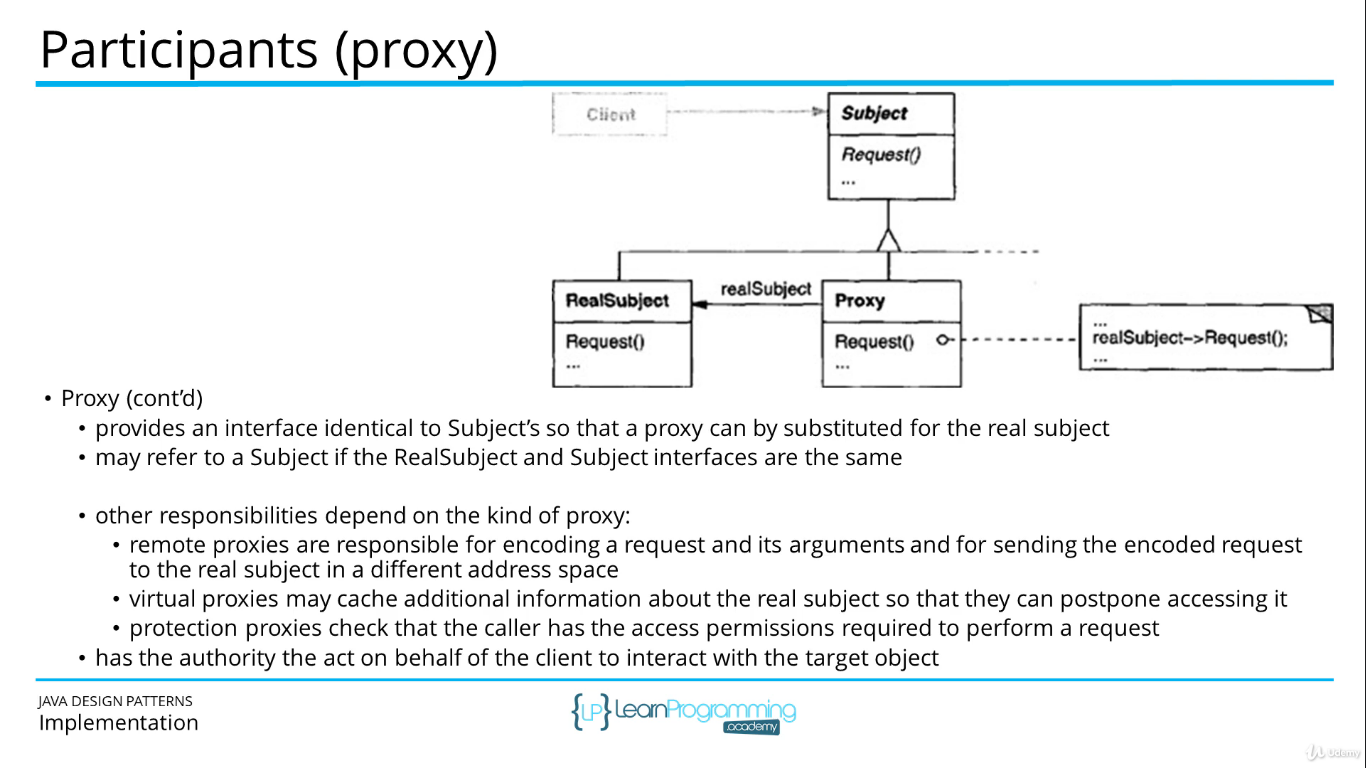 Participants (proxy)
Client
Subject
Request()
...
RealSubject
Request()
...
realSubject
Proxy
Request()
...
...
realSubject–>Request();
...
• Proxy (cont’d)
• provides an interface identical to Subject’s so that a proxy can by substituted for the real subject
• may refer to a Subject if the RealSubject and Subject interfaces are the same
• other responsibilities depend on the kind of proxy:
• remote proxies are responsible for encoding a request and its arguments and for sending the encoded request
to the real subject in a different address space
• virtual proxies may cache additional information about the real subject so that they can postpone accessing it
• protection proxies check that the caller has the access permissions required to perform a request
• has the authority the act on behalf of the client to interact with the target object
JAVA DESIGN PATTERNS
Implementation
{LP} LearnProgramming
.academy
Udemy